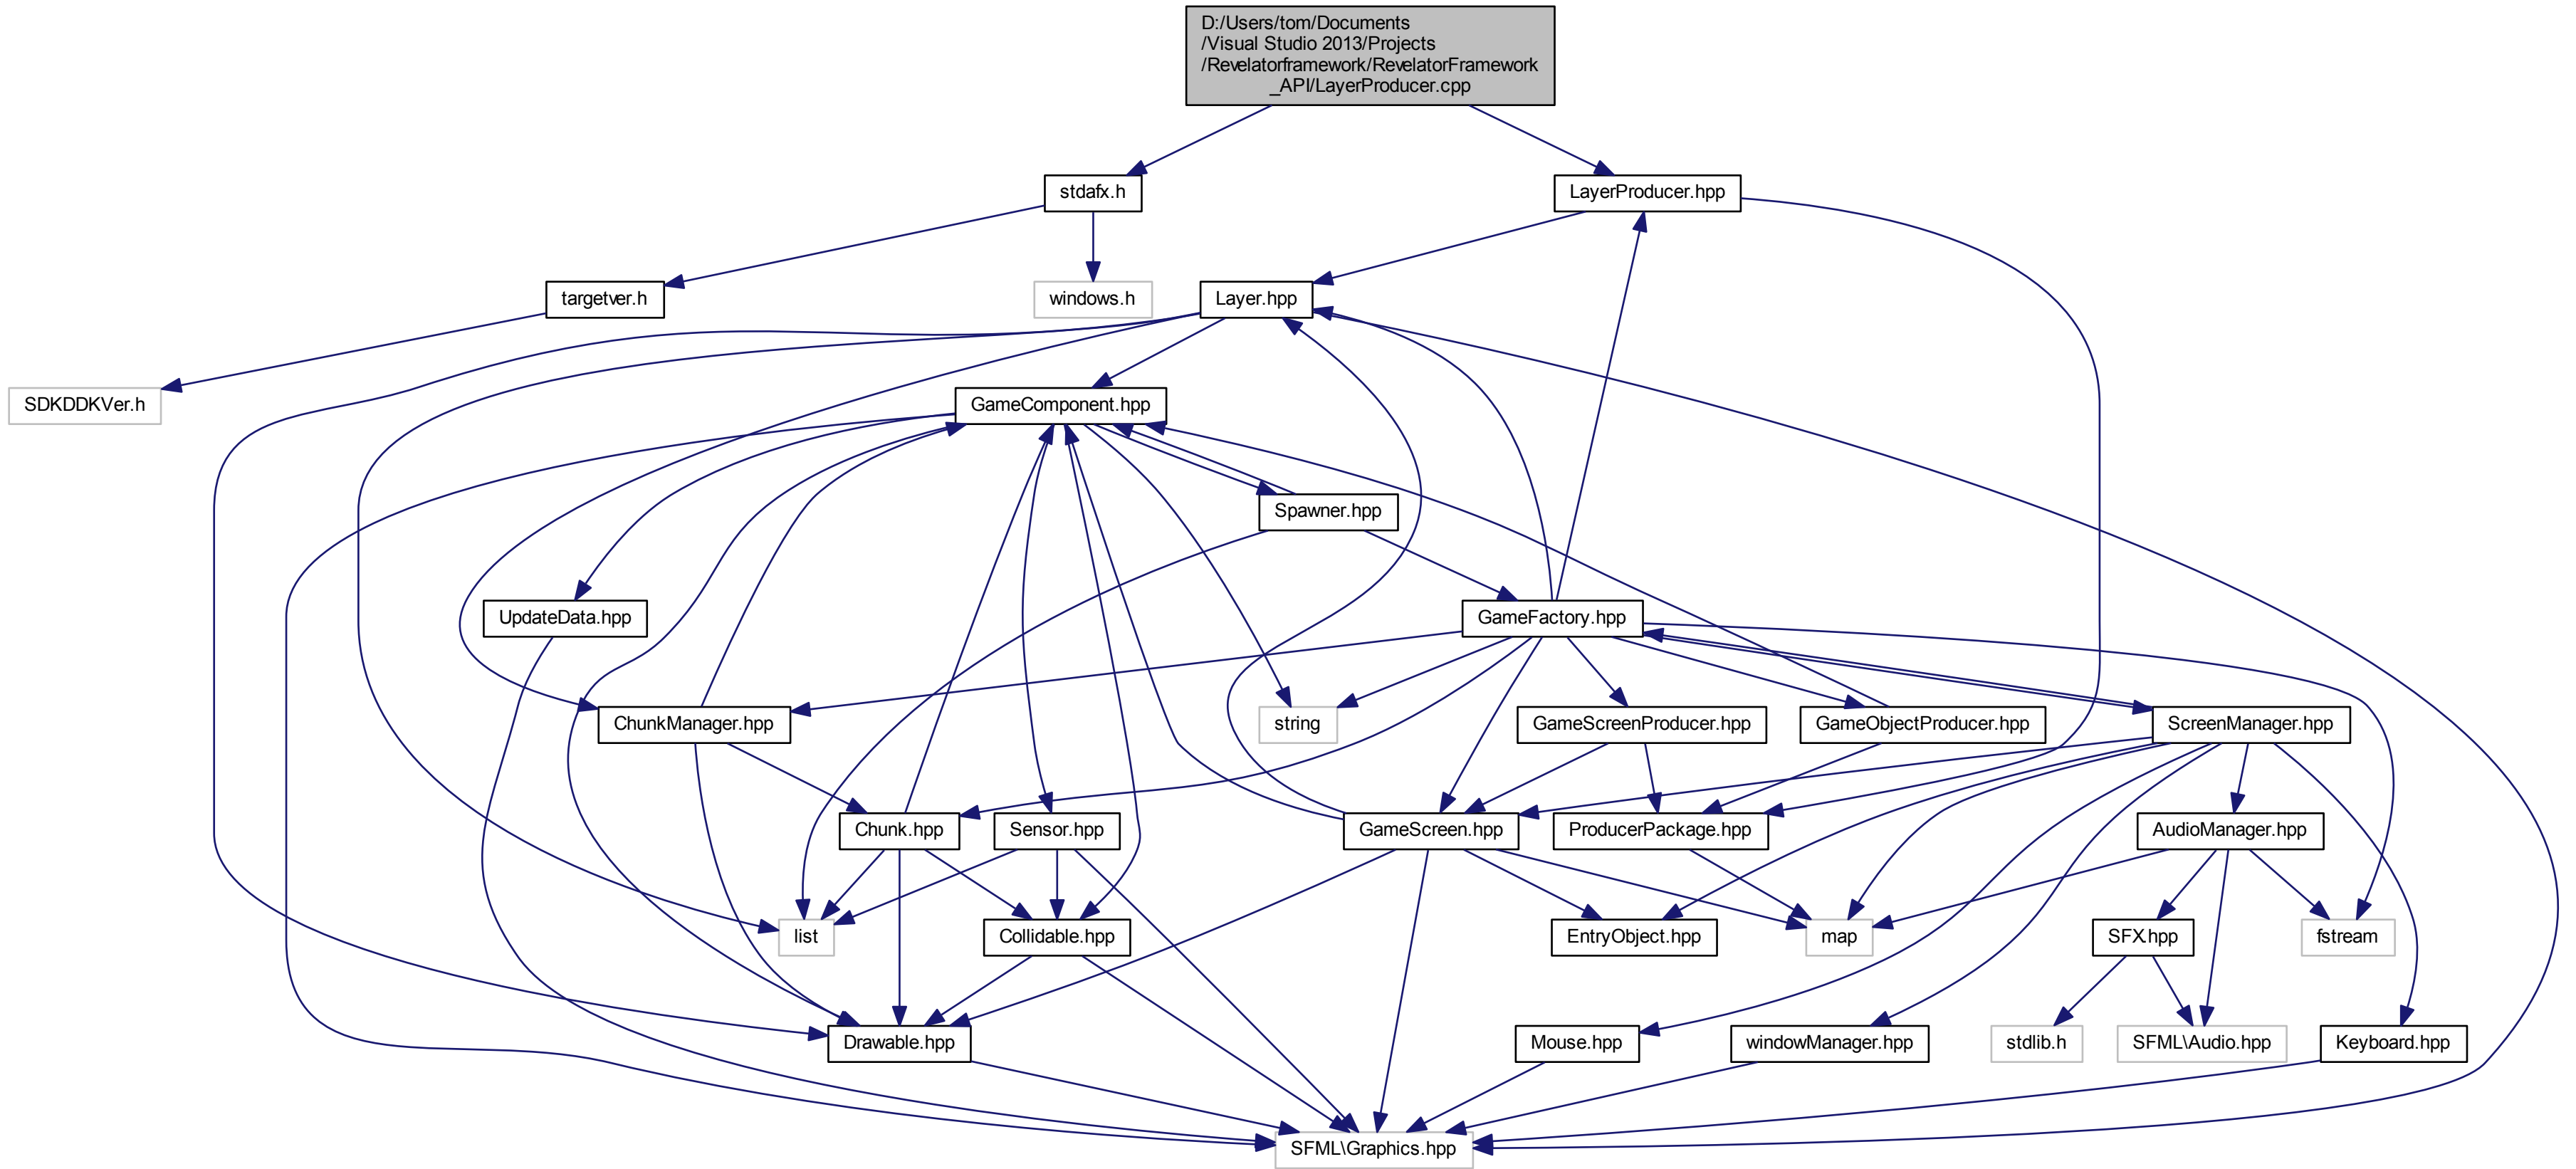 D:/Users/tom/Documents
/Visual Studio 2013/Projects
/Revelatorframework/RevelatorFramework
_API/LayerProducer.cpp
stdafx.h
LayerProducer.hpp
targetver.h
windows.h
Layer.hpp
SDKDDKVer.h
GameComponent.hpp
Spawner.hpp
UpdateData.hpp
GameFactory.hpp
ChunkManager.hpp
string
GameScreenProducer.hpp
GameObjectProducer.hpp
ScreenManager.hpp
Chunk.hpp
Sensor.hpp
GameScreen.hpp
ProducerPackage.hpp
AudioManager.hpp
list
Collidable.hpp
EntryObject.hpp
map
SFX.hpp
fstream
Drawable.hpp
Mouse.hpp
windowManager.hpp
stdlib.h
SFML\Audio.hpp
Keyboard.hpp
SFML\Graphics.hpp